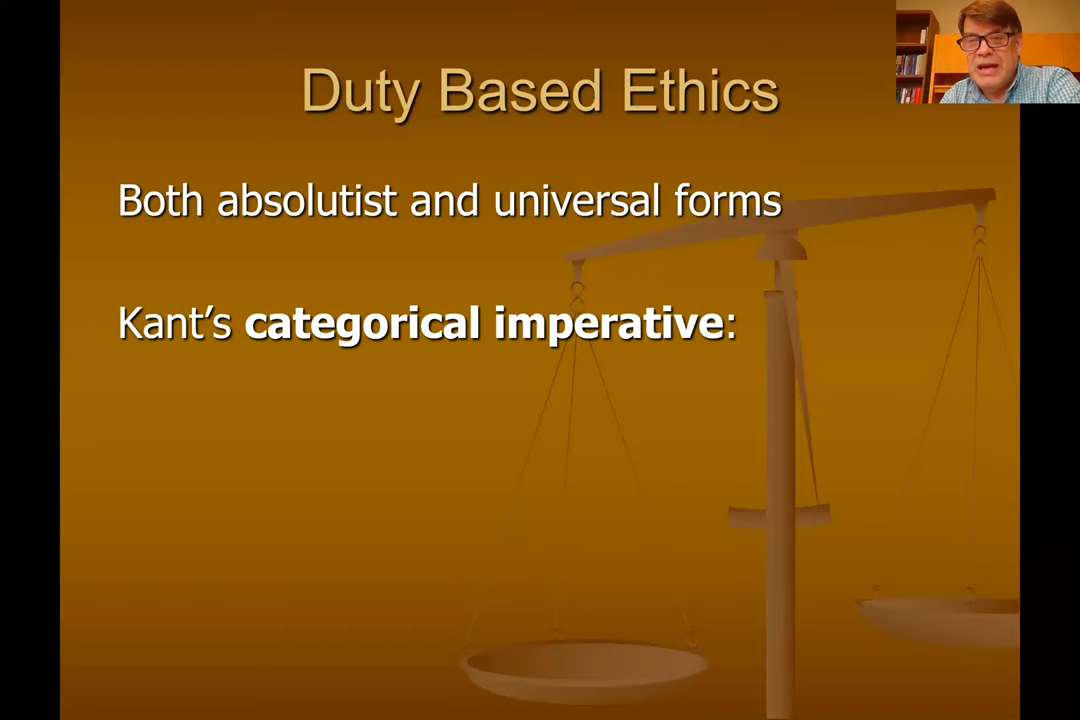 Duty Based Ethics
Both absolutist and universal forms
Kant’s categorical imperative: